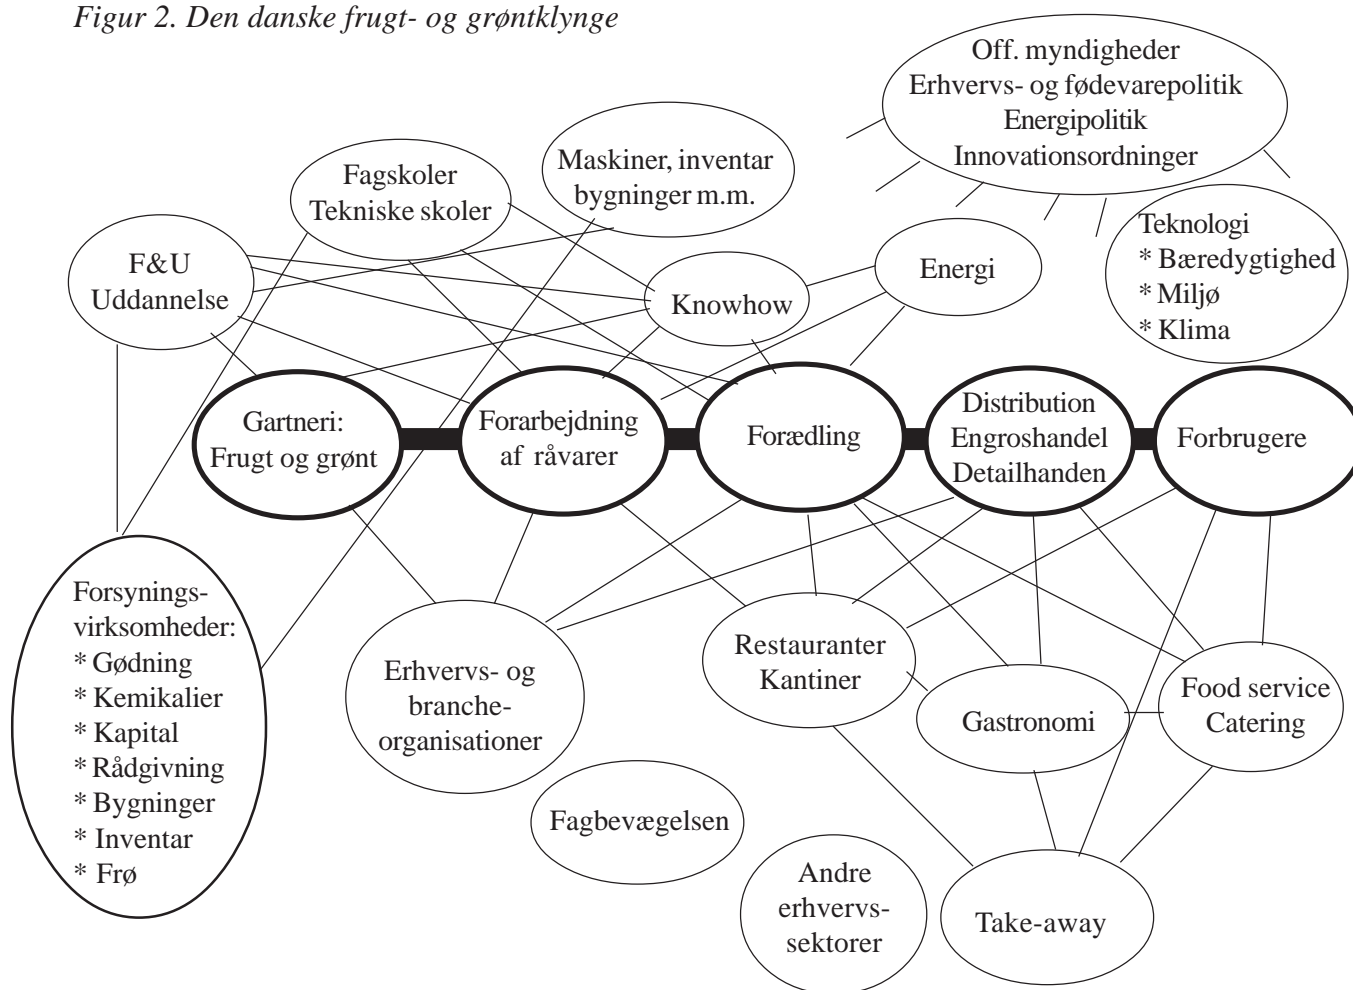 Figur 2. Den danske frugt- og grøntklynge
Off. myndigheder
Erhvervs- og fødevarepolitik
Energipolitik
Innovationsordninger
Maskiner, inventar
bygninger m.m.
Fagskoler
Tekniske skoler
F&U
Uddannelse
Knowhow
Energi
Teknologi
* Bæredygtighed
* Miljø
* Klima
Gartneri:
Frugt og grønt
Forarbejdning
af råvarer
Forædling
Distribution
Engroshandel
Detailhanden
Forbrugere
Forsynings-
virksomheder:
* Gødning
* Kemikalier
* Kapital
* Rådgivning
* Bygninger
* Inventar
* Frø
Erhvervs- og
branche-
organisationer
Restauranter
Kantiner
Gastronomi
Food service
Catering
Fagbevægelsen
Andre
erhvervs-
sektorer
Take-away